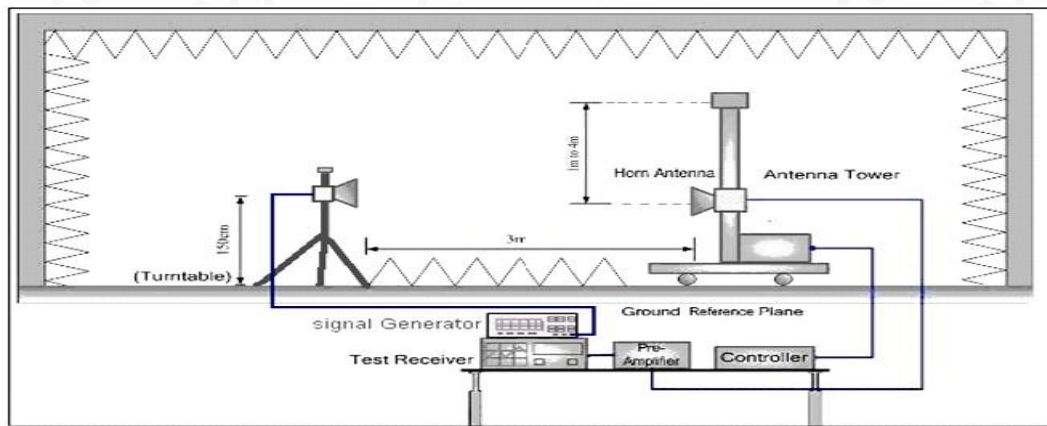 1m to 4m
Horn Antenna
Antenna Tower
150cm
3m
(Turntable)
Ground Reference Plane
signal Generator
Test Receiver
Pre-
Amplifier
Controller